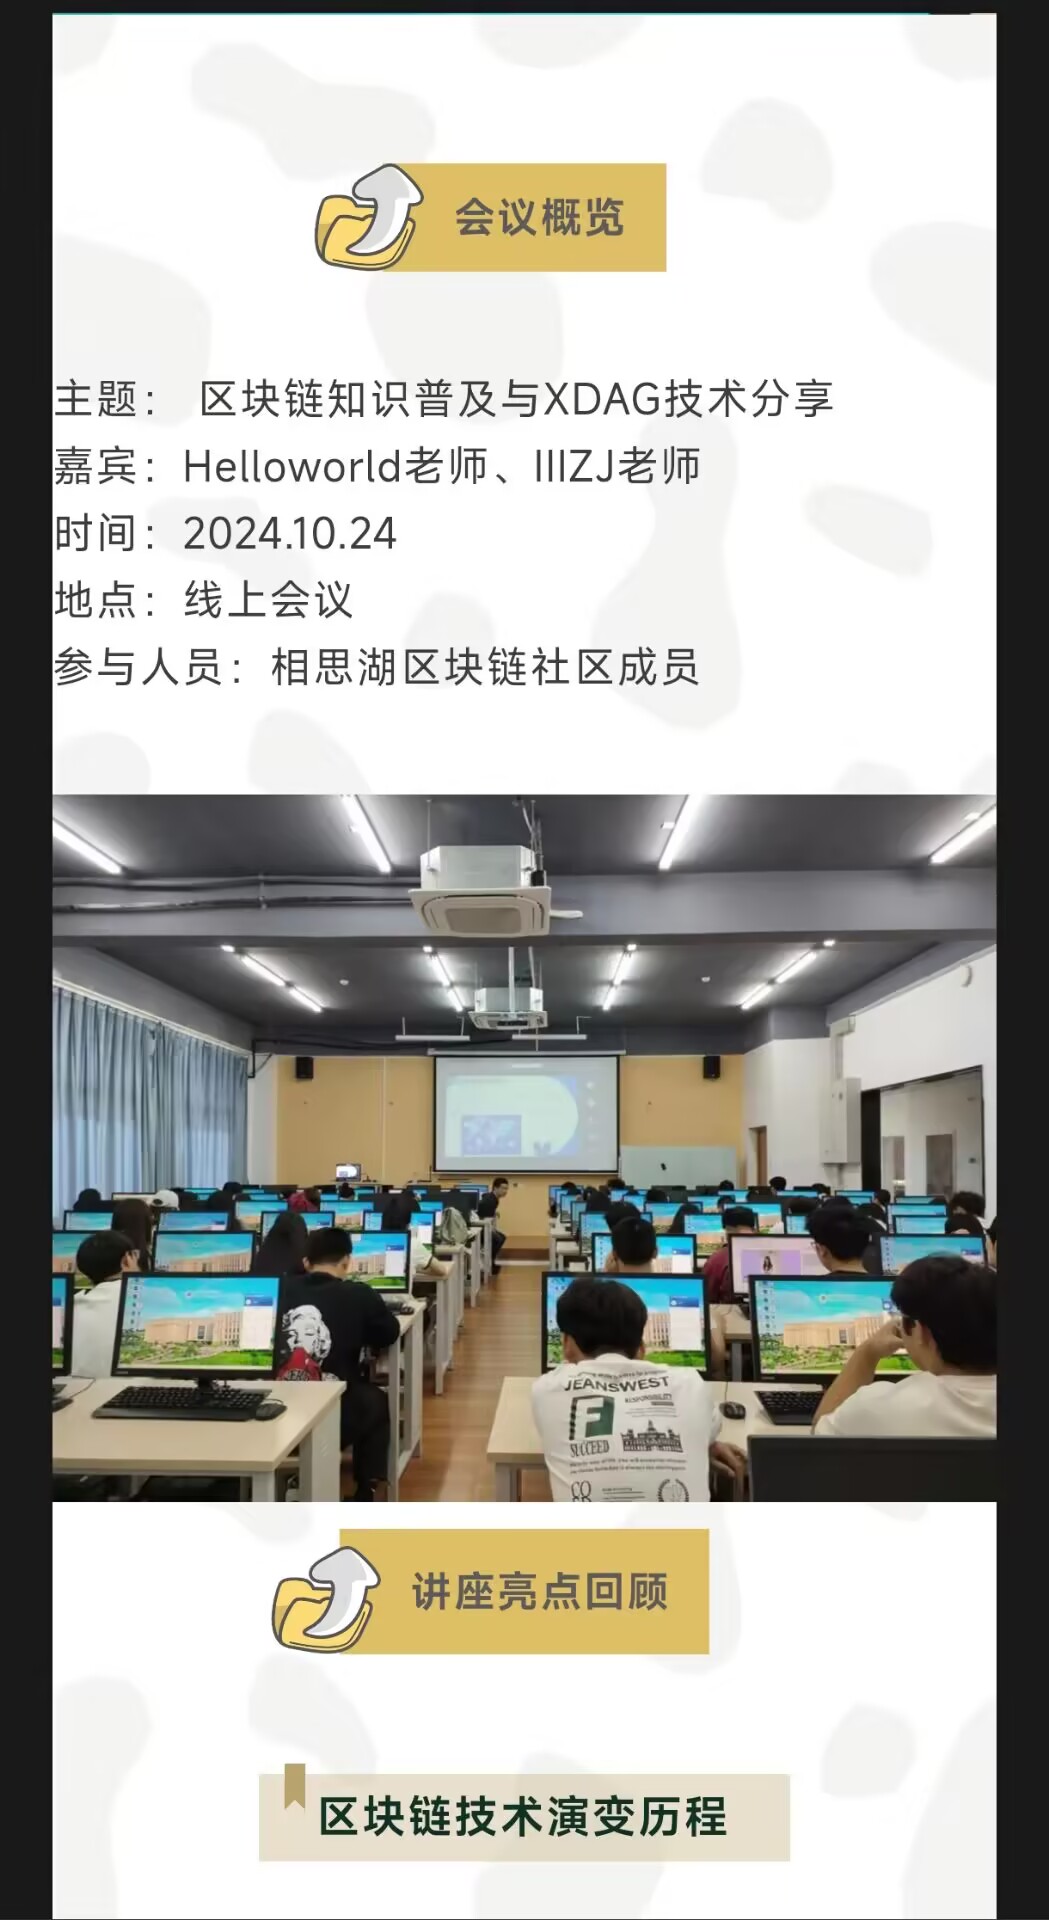 会议概览
主题： 区块链知识普及与XDAG技术分享
嘉宾：Helloworld老师、IIIZJ老师
时间：2024.10.24
地点：线上会议
参与人员：相思湖区块链社区成员
JEANSWEST
RESPONSIBILITY
F
SUCCEED
讲座亮点回顾
区块链技术演变历程